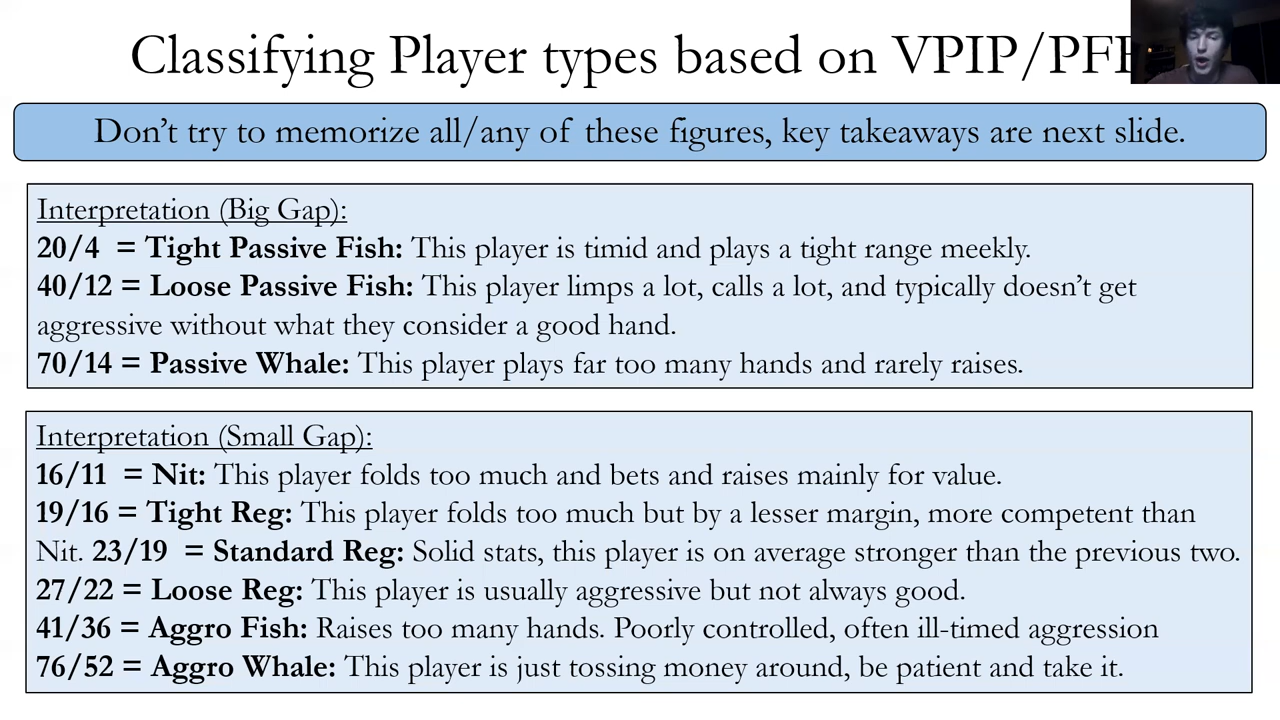 Classifying Player types based on VPIP/PF
Don't try to memorize all/any of these figures, key takeaways are next slide.
Interpretation (Big Gap):
20/4 = Tight Passive Fish: This player is timid and plays a tight range meekly.
40/12 = Loose Passive Fish: This player limps a lot, calls a lot, and typically doesn't get
aggressive without what they consider a good hand.
70/14 = Passive Whale: This player plays far too many hands and rarely raises.
Interpretation (Small Gap):
16/11 = Nit: This player folds too much and bets and raises mainly for value.
19/16 = Tight Reg: This player folds too much but by a lesser margin, more competent than
Nit. 23/19 = Standard Reg: Solid stats, this player is on average stronger than the previous two.
27/22 = Loose Reg: This player is usually aggressive but not always good.
41/36 = Aggro Fish: Raises too many hands. Poorly controlled, often ill-timed aggression
76/52 = Aggro Whale: This player is just tossing money around, be patient and take it.